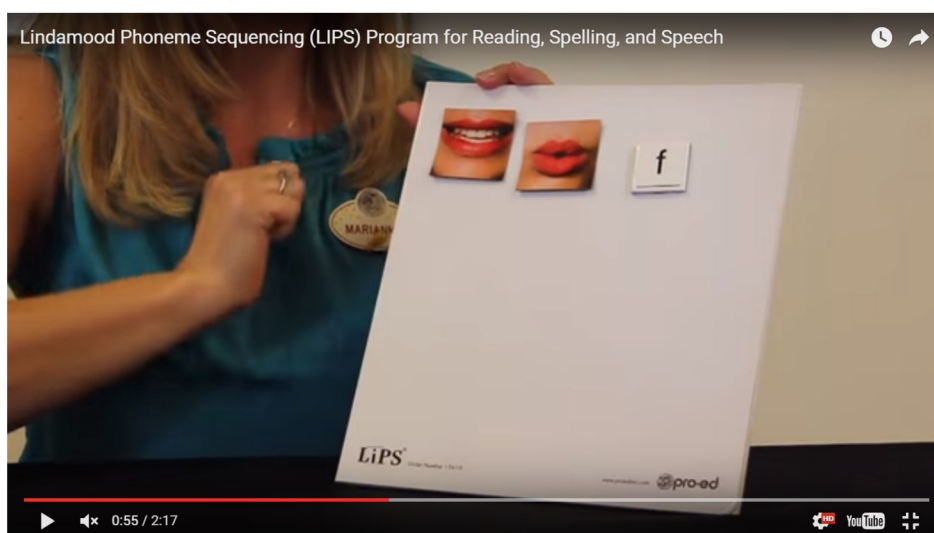 Lindamood Phoneme Sequencing (LIPS) Program for Reading, Spelling, and Speech
f
MARIANN
LiPS
pro-ed
0:55 / 2:17
HD
YouTube